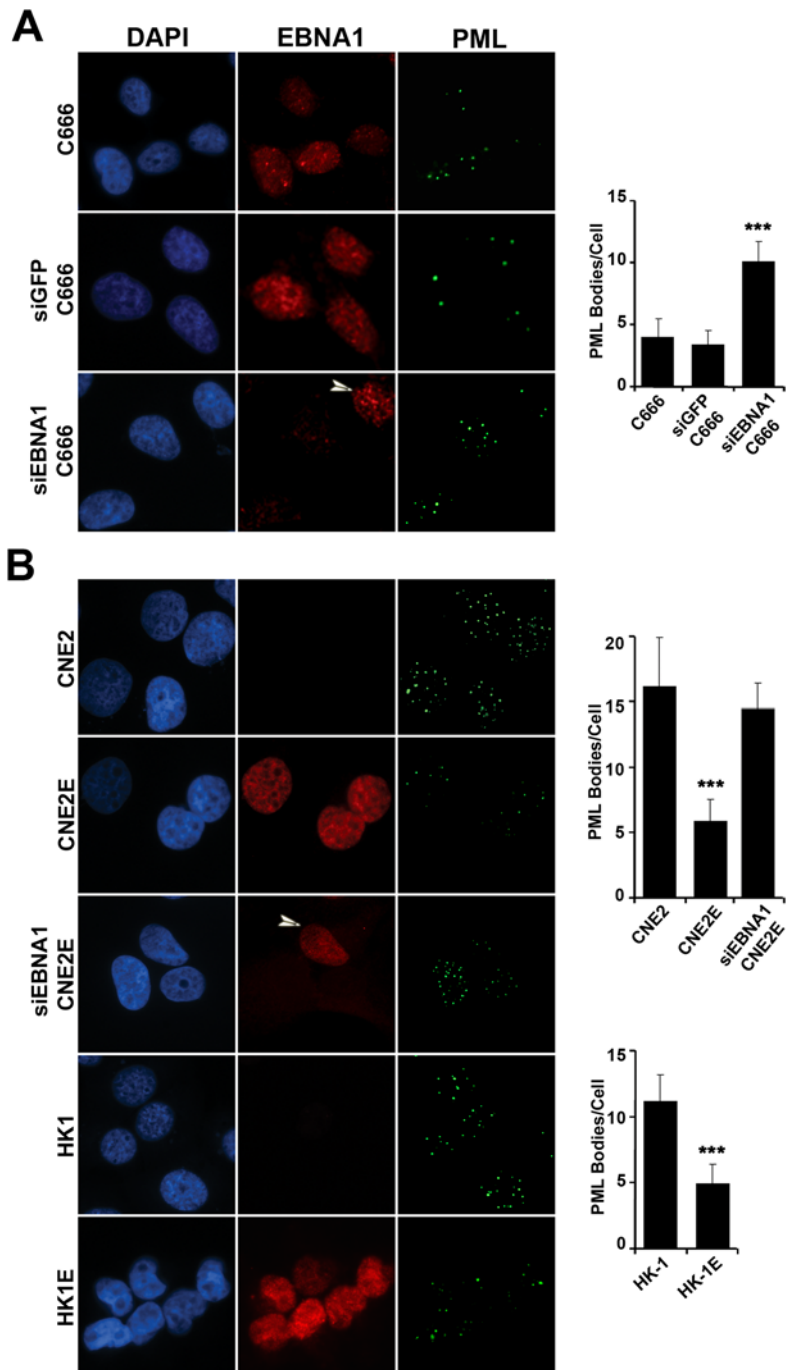 A
DAPI EBNA1 PML
C666
siGFP
C666
siEBNA1
C666
PML Bodies/Cell
15
10
5
0
***
C666
siGFP
C666
siEBNA1
C666
B
CNE2
CNE2E
siEBNA1
CNE2E
HK1
HK1E
PML Bodies/Cell
20
15
10
5
0
***
CNE2
CNE2E
siEBNA1
CNE2E
PML Bodies/Cell
15
10
5
0
***
HK-1
HK-1E